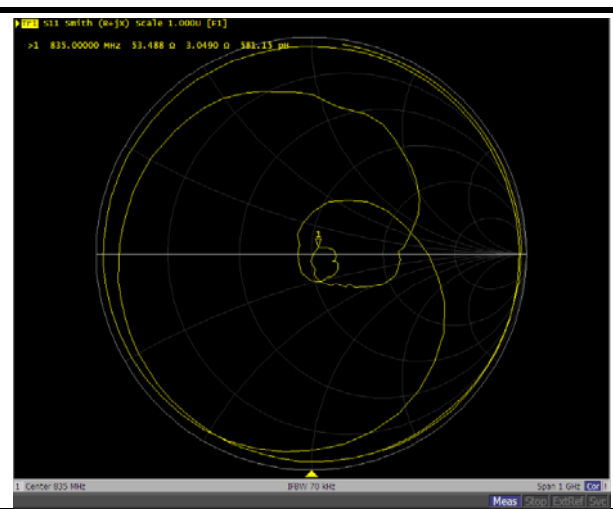 Tr1 S11 Smith (R+jX) Scale 1.000U [F1]
>1 835.00000 MHz 53.488 Ω 3.0490 Ω 581.15 pH
1
1 Center 835 MHz IFBW 70 kHz Span 1 GHz Cor
Meas Stop ExtRef Svc